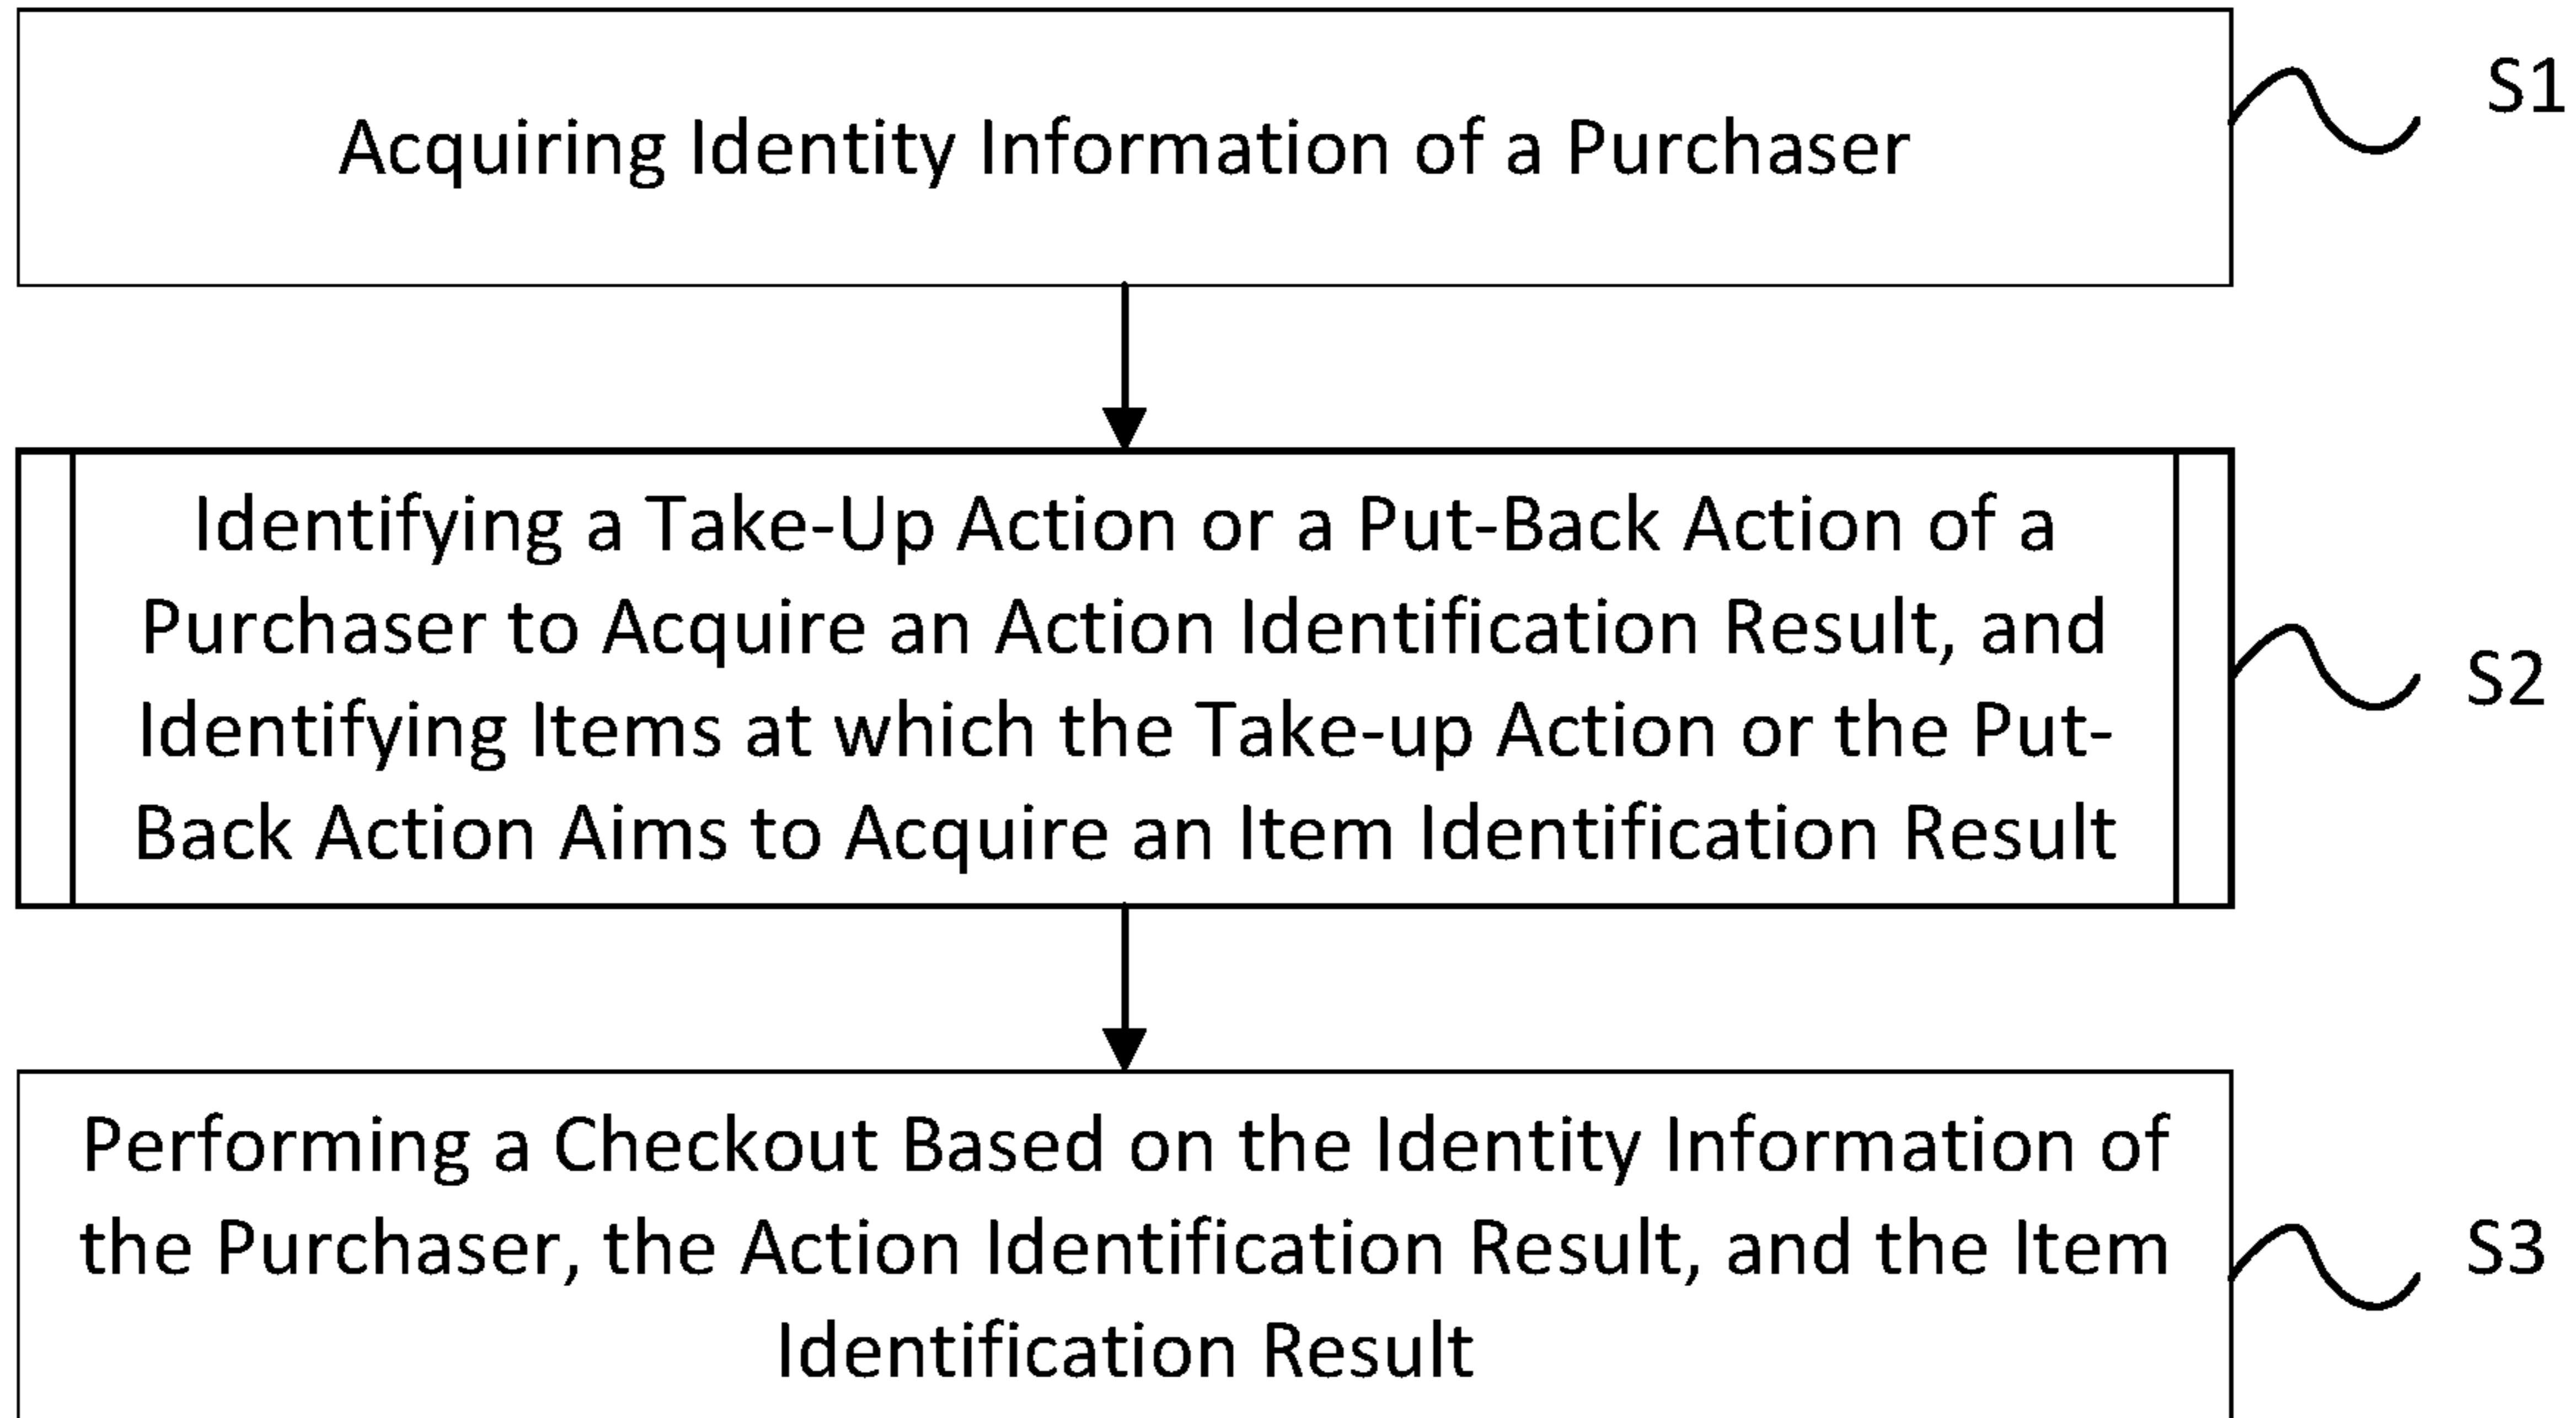 Acquiring Identity Information of a Purchaser
S1
Identifying a Take-Up Action or a Put-Back Action of a
Purchaser to Acquire an Action Identification Result, and
Identifying Items at which the Take-up Action or the Put-
Back Action Aims to Acquire an Item Identification Result
S2
Performing a Checkout Based on the Identity Information of
the Purchaser, the Action Identification Result, and the Item
Identification Result
S3